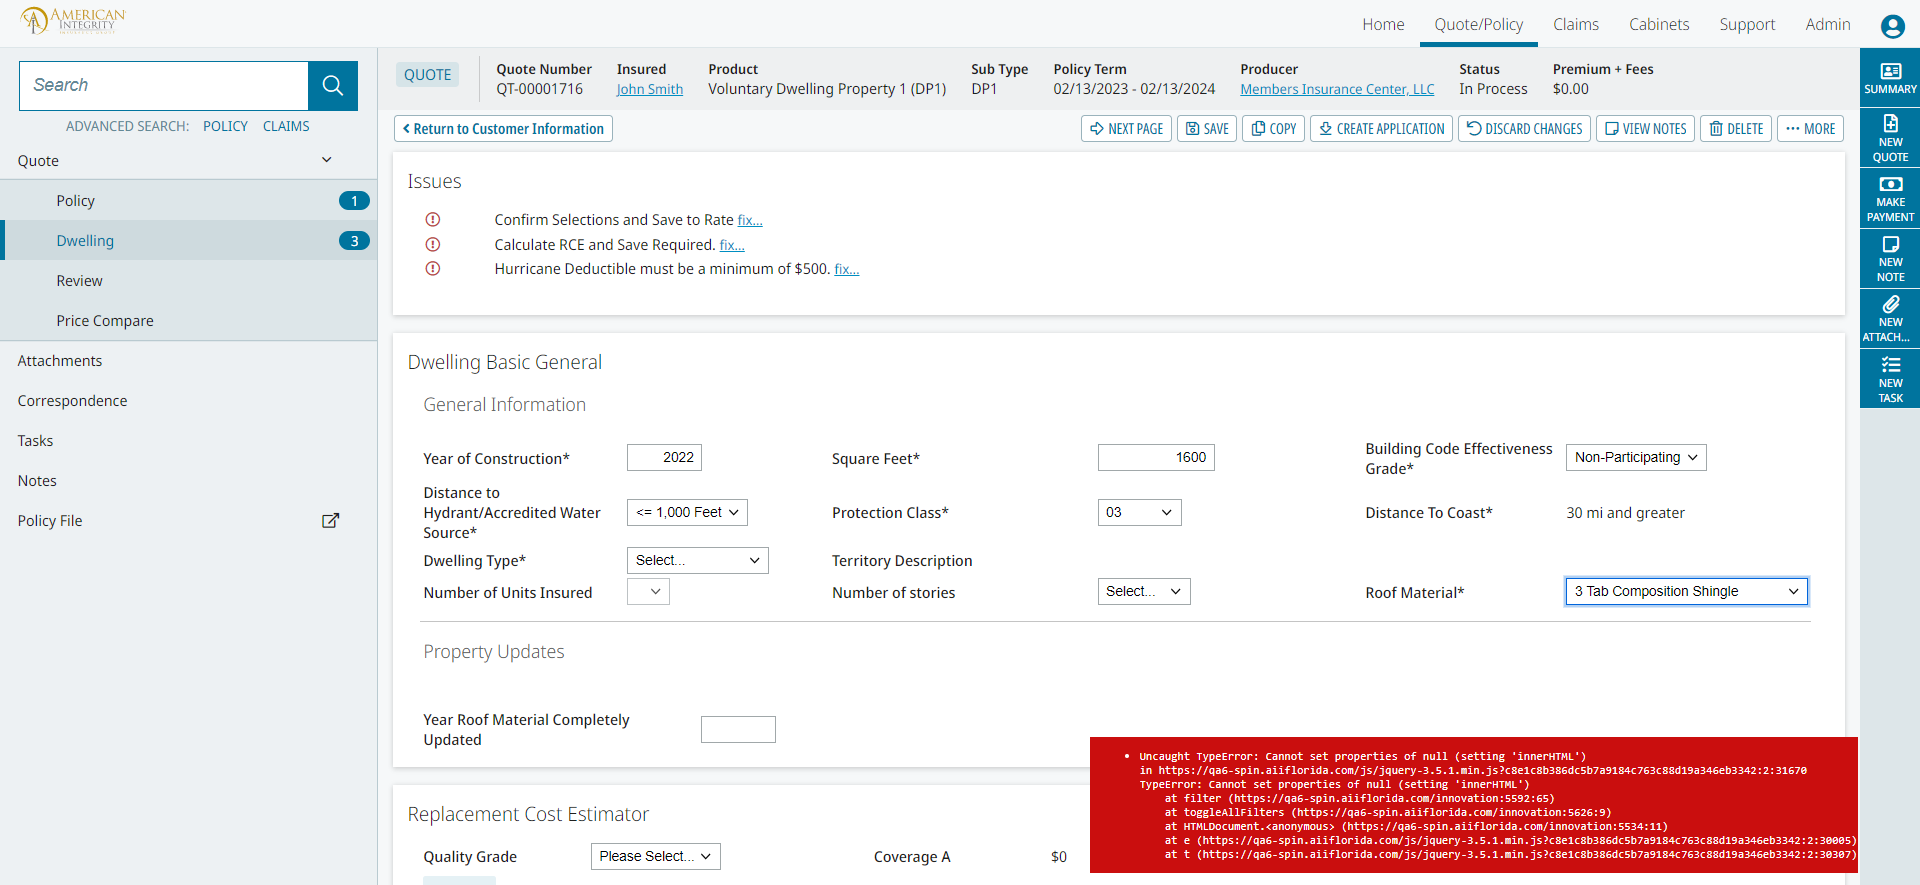 AMERICAN
INTEGRITY
Home
Quote/Policy
Claims
Cabinets
Support
Admin
Search
ADVANCED SEARCH: POLICY CLAIMS
Quote
Policy 1
Dwelling 3
Review
Price Compare
Attachments
Correspondence
Tasks
Notes
Policy File
QUOTE
Quote Number
QT-00001716
Insured
John Smith
Product
Voluntary Dwelling Property 1 (DP1)
Sub Type
DP1
Policy Term
02/13/2023 - 02/13/2024
Producer
Members Insurance Center, LLC
Status
In Process
Premium + Fees
$0.00
Return to Customer Information
NEXT PAGE
SAVE
COPY
CREATE APPLICATION
DISCARD CHANGES
VIEW NOTES
DELETE
MORE
Issues
Confirm Selections and Save to Rate fix...
Calculate RCE and Save Required. fix...
Hurricane Deductible must be a minimum of $500. fix...
Dwelling Basic General
General Information
Year of Construction* 2022
Square Feet* 1600
Building Code Effectiveness
Grade*
Non-Participating
Distance to
Hydrant/Accredited Water
Source*
<= 1,000 Feet
Protection Class* 03
Distance To Coast* 30 mi and greater
Dwelling Type* Select...
Territory Description
Number of Units Insured
Number of stories Select...
Roof Material* 3 Tab Composition Shingle
Property Updates
Year Roof Material Completely
Updated
Replacement Cost Estimator
Quality Grade Please Select...
Coverage A $0
SUMMARY
NEW
QUOTE
MAKE
PAYMENT
NEW
NOTE
NEW
ATTACH...
NEW
TASK
• Uncaught TypeError: Cannot set properties of null (setting 'innerHTML')
in https://qa6-spin.aiiflorida.com/js/jquery-3.5.1.min.js?c8e1c8b386dc5b7a9184c763c88d19a346eb3342:2:31670
TypeError: Cannot set properties of null (setting 'innerHTML')
at filter (https://qa6-spin.aiiflorida.com/innovation:5592:65)
at toggleAllFilters (https://qa6-spin.aiiflorida.com/innovation:5626:9)
at HTMLDocument.<anonymous> (https://qa6-spin.aiiflorida.com/innovation:5534:11)
at e (https://qa6-spin.aiiflorida.com/js/jquery-3.5.1.min.js?c8e1c8b386dc5b7a9184c763c88d19a346eb3342:2:30005)
at t (https://qa6-spin.aiiflorida.com/js/jquery-3.5.1.min.js?c8e1c8b386dc5b7a9184c763c88d19a346eb3342:2:30307)